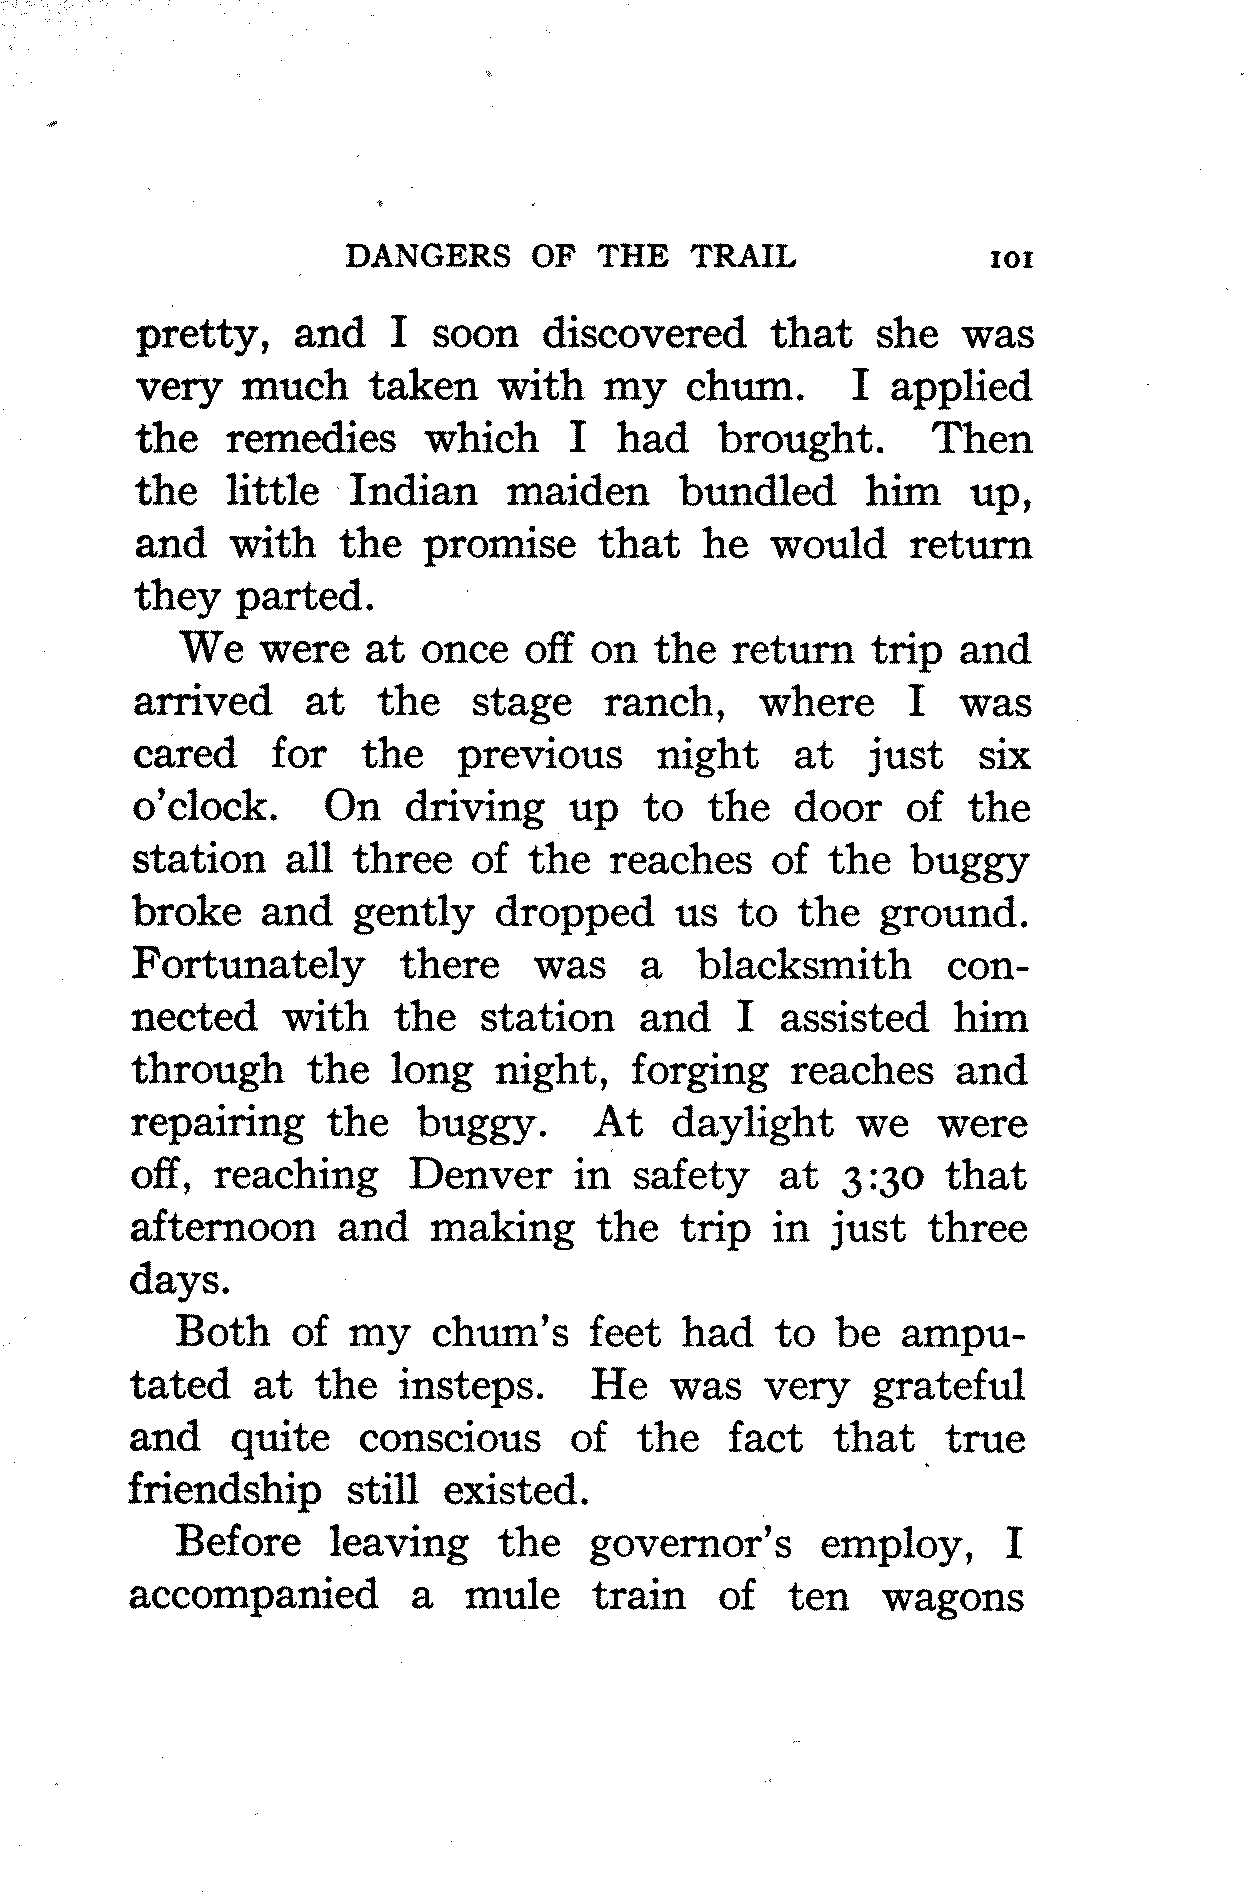 DANGERS OF THE TRAIL 101
pretty, and I soon discovered that she was
very much taken with my chum. I applied
the remedies which I had brought. Then
the little Indian maiden bundled him up,
and with the promise that he would return
they parted.
We were at once off on the return trip and
arrived at the stage ranch, where I was
cared for the previous night at just six
o'clock. On driving up to the door of the
station all three of the reaches of the buggy
broke and gently dropped us to the ground.
Fortunately there was a blacksmith con-
nected with the station and I assisted him
through the long night, forging reaches and
repairing the buggy. At daylight we were
off, reaching Denver in safety at 3:30 that
afternoon and making the trip in just three
days.
Both of my chum's feet had to be ampu-
tated at the insteps. He was very grateful
and quite conscious of the fact that true
friendship still existed.
Before leaving the governor's employ, I
accompanied a mule train of ten wagons